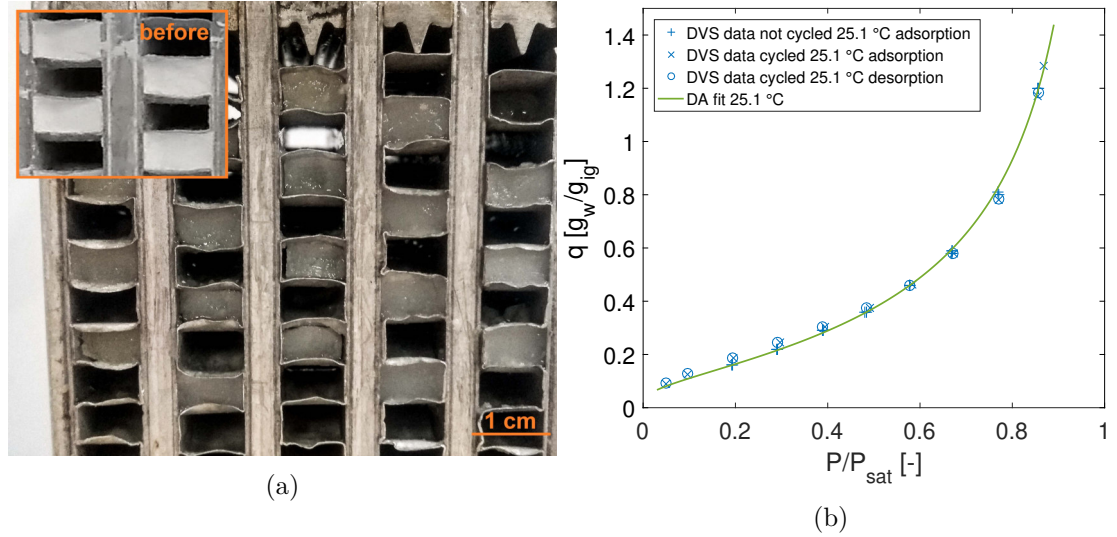 before
1 cm
(a)
DVS data not cycled 25.1 °C adsorption
DVS data cycled 25.1 °C adsorption
DVS data cycled 25.1 °C desorption
DA fit 25.1 °C
q [g_w/g_ig]
1.4
1.2
1
0.8
0.6
0.4
0.2
0
0 0.2 0.4 0.6 0.8 1
P/P_sat [-]
(b)